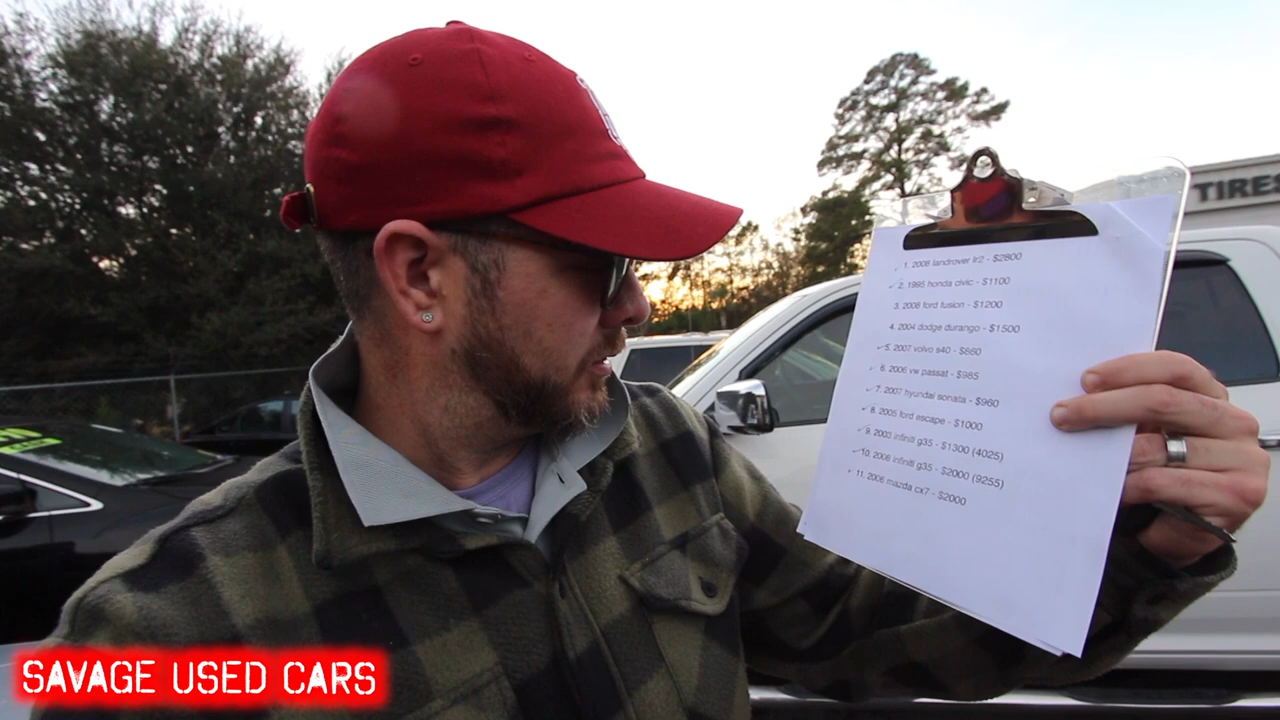 TIRES
1. 2008 landrover lr2 - $2800
2. 1995 honda civic - $1100
3. 2008 ford fusion - $1200
4. 2004 dodge durango - $1500
5. 2007 volvo s40 - $860
6. 2006 vw passat - $985
7. 2007 hyundai sonata - $960
8. 2005 ford escape - $1000
9. 2003 infiniti g35 - $1300 (4025)
10. 2006 infiniti g35 - $2000 (9255)
11. 2006 mazda cx7 - $2000
SAVAGE USED CARS